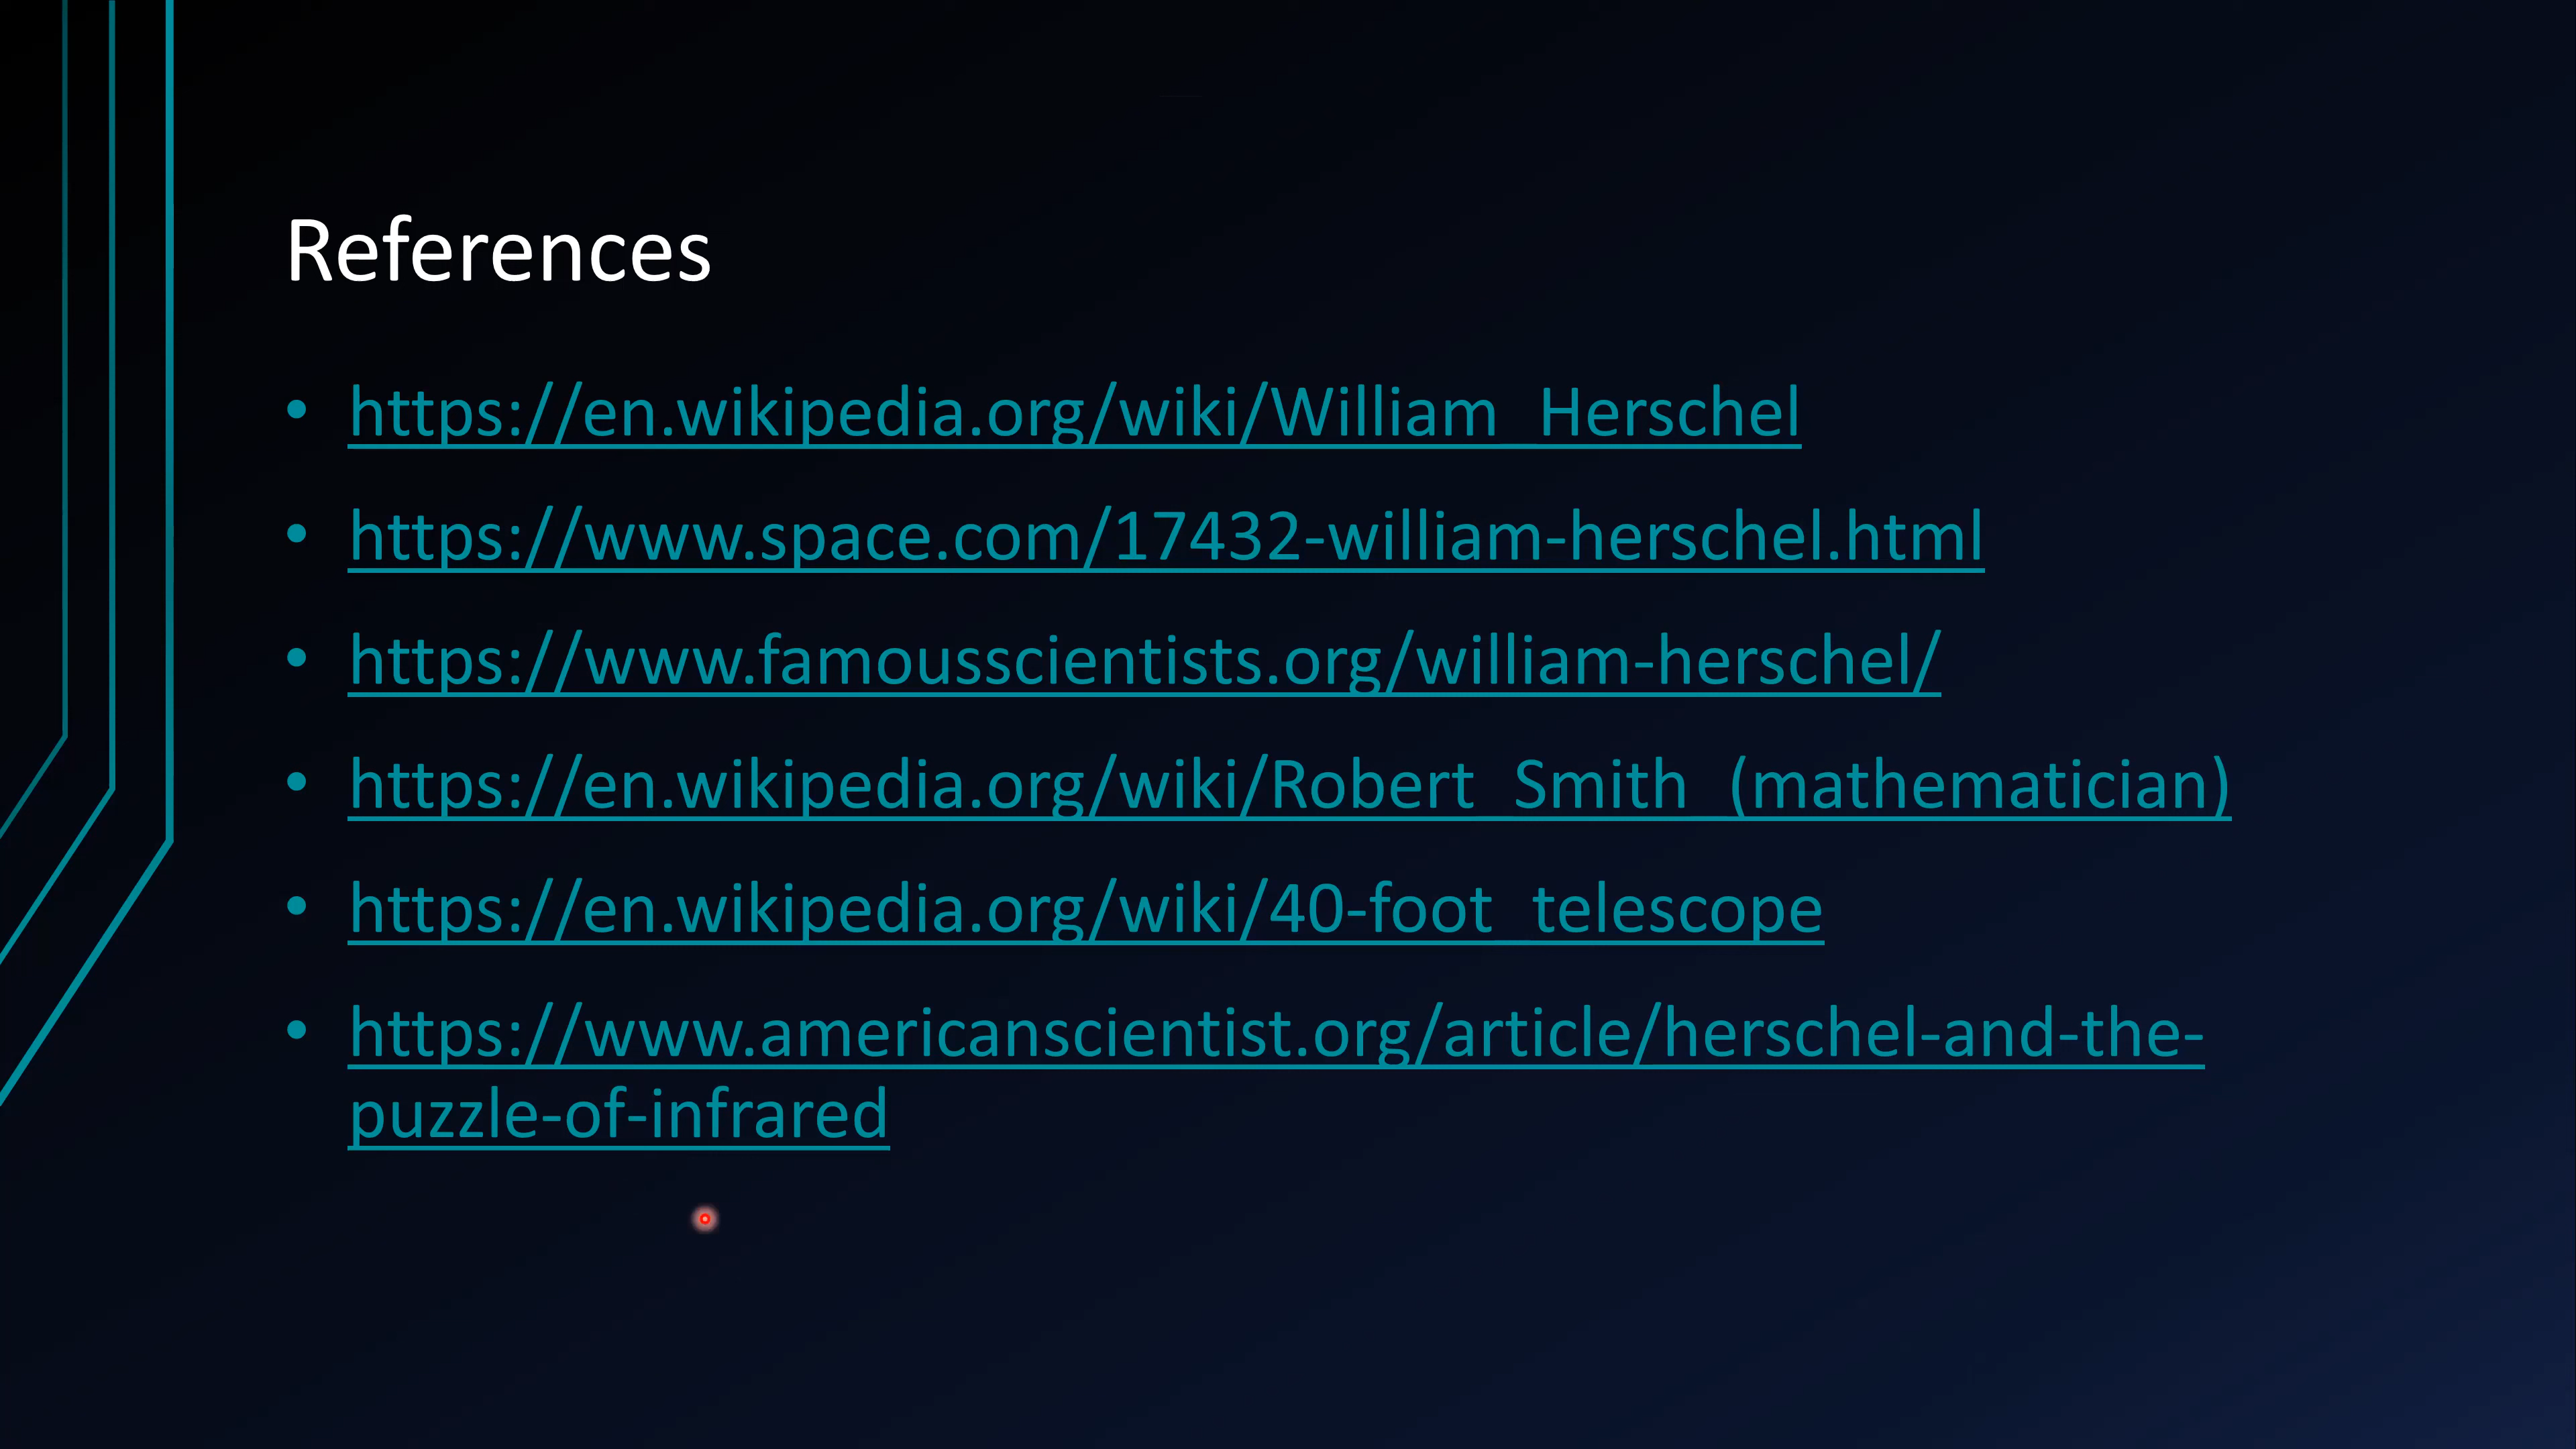 References
• https://en.wikipedia.org/wiki/William_Herschel
• https://www.space.com/17432-william-herschel.html
• https://www.famousscientists.org/william-herschel/
• https://en.wikipedia.org/wiki/Robert_Smith_(mathematician)
• https://en.wikipedia.org/wiki/40-foot_telescope
• https://www.americanscientist.org/article/herschel-and-the-
puzzle-of-infrared